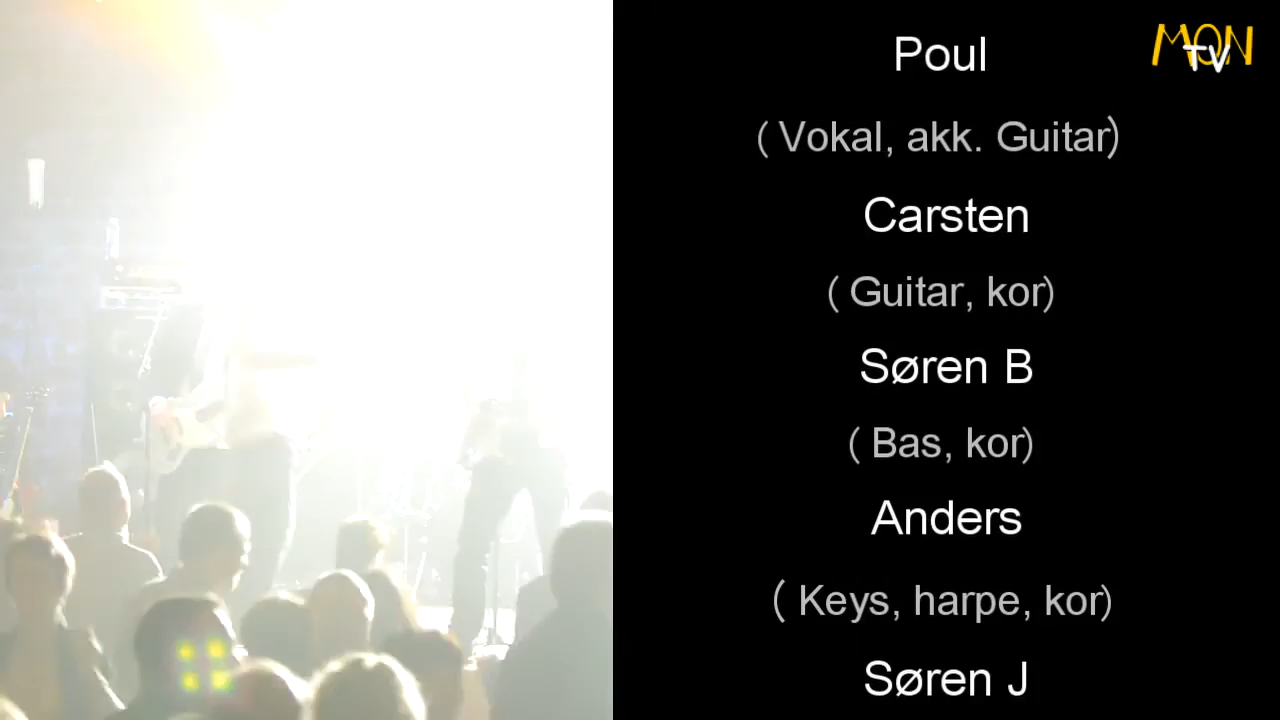 Poul
MON
TV
( Vokal, akk. Guitar)
Carsten
( Guitar, kor)
Søren B
( Bas, kor)
Anders
( Keys, harpe, kor)
Søren J